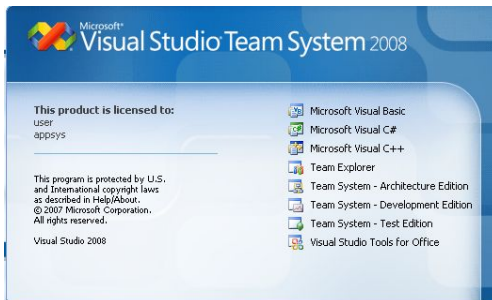 Microsoft®
Visual Studio Team System 2008
This product is licensed to:
user
appsys
This program is protected by U.S.
and International copyright laws
as described in Help/About.
© 2007 Microsoft Corporation.
All rights reserved.
Visual Studio 2008
Microsoft Visual Basic
Microsoft Visual C#
Microsoft Visual C++
Team Explorer
Team System - Architecture Edition
Team System - Development Edition
Team System - Test Edition
Visual Studio Tools for Office